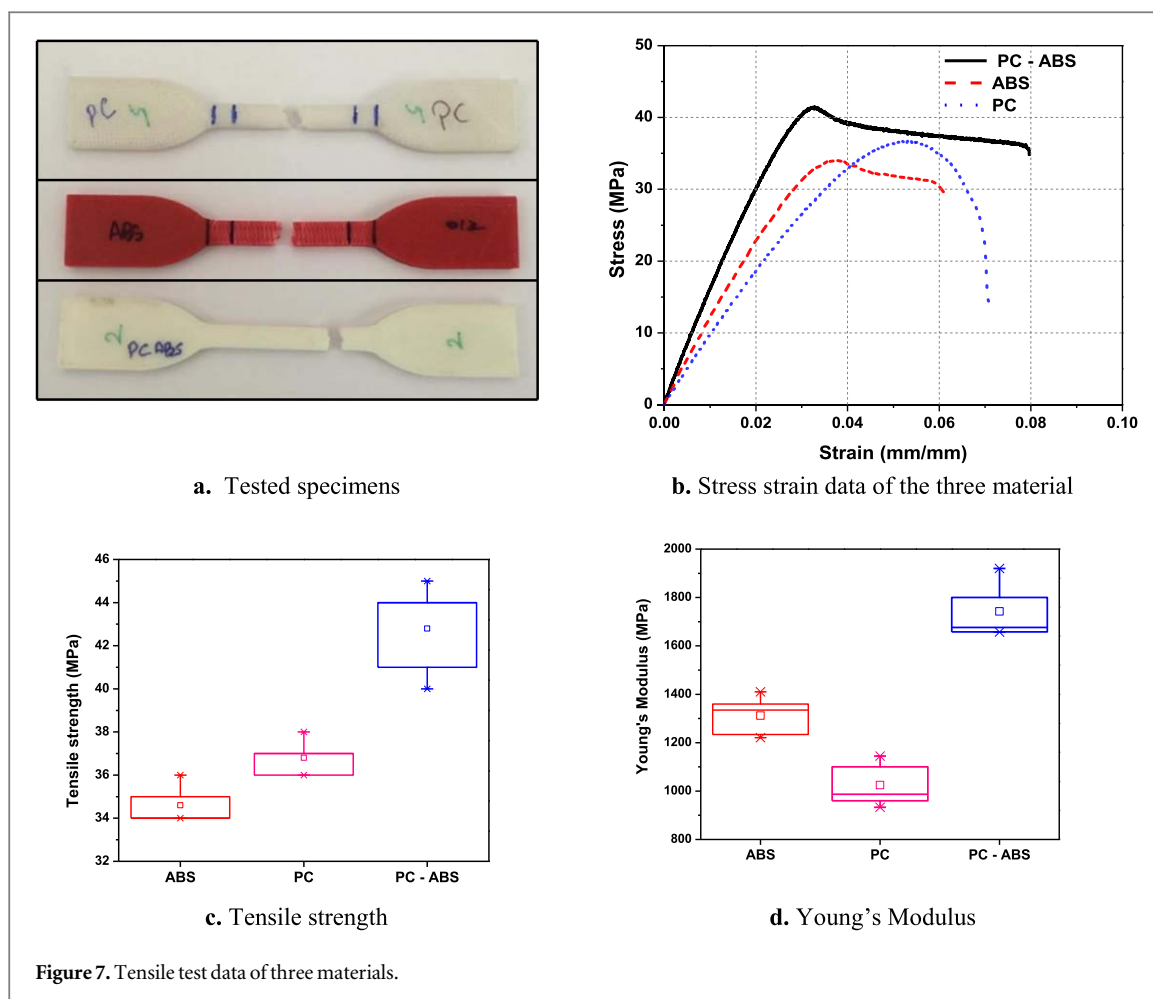 PC 4 4 PC
ABS 012
2 PC ABS 2
a. Tested specimens
50
40
30
20
10
0
Stress (MPa)
PC - ABS
ABS
PC
0.00 0.02 0.04 0.06 0.08 0.10
Strain (mm/mm)
b. Stress strain data of the three material
46
44
42
40
38
36
34
32
Tensile strength (MPa)
ABS PC PC - ABS
c. Tensile strength
2000
1800
1600
1400
1200
1000
800
Young's Modulus (MPa)
ABS PC PC - ABS
d. Young’s Modulus
Figure 7. Tensile test data of three materials.